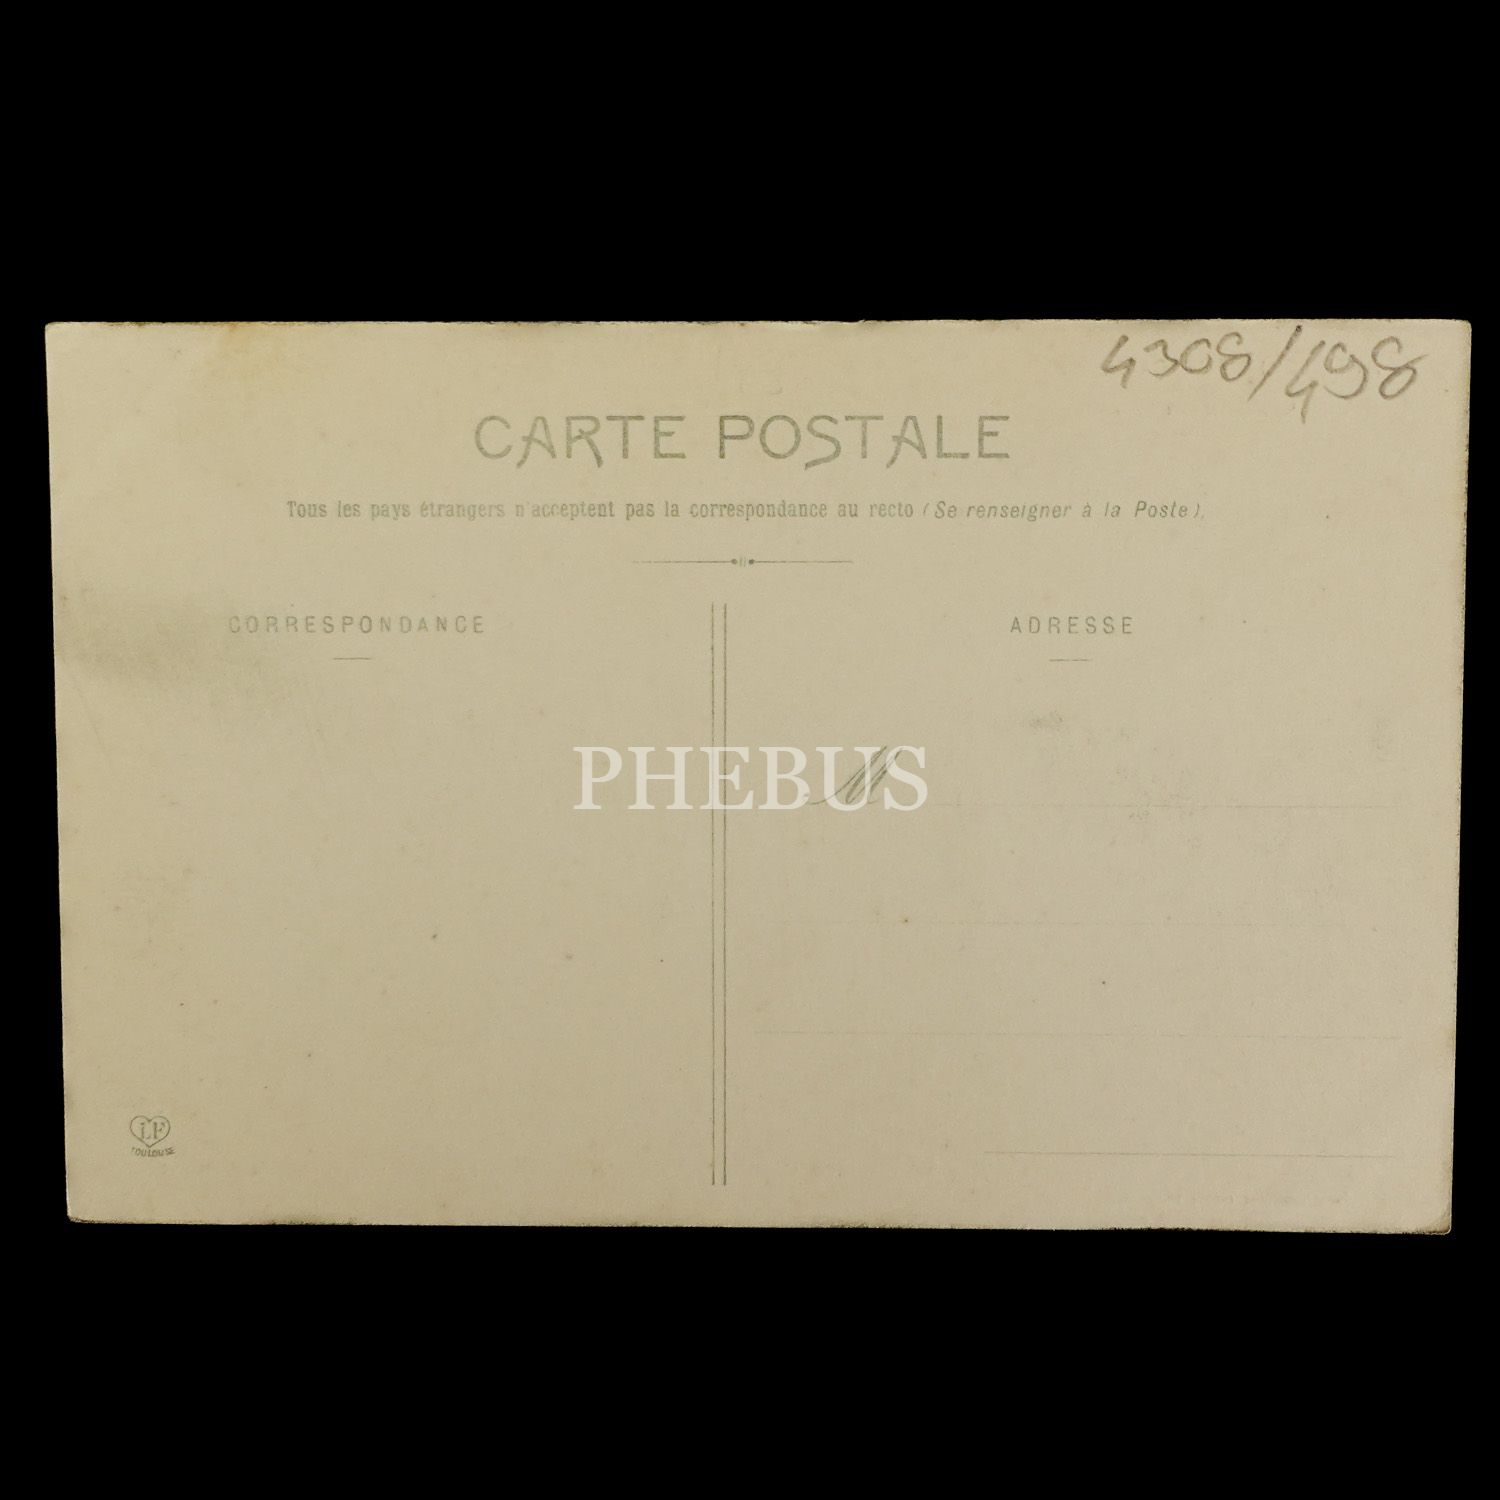 4308/498
CARTE POSTALE
Tous les pays étrangers n'acceptent pas la correspondance au recto (Se renseigner à la Poste).
CORRESPONDANCE
ADRESSE
PHEBUS
M
LF
TOULOUSE